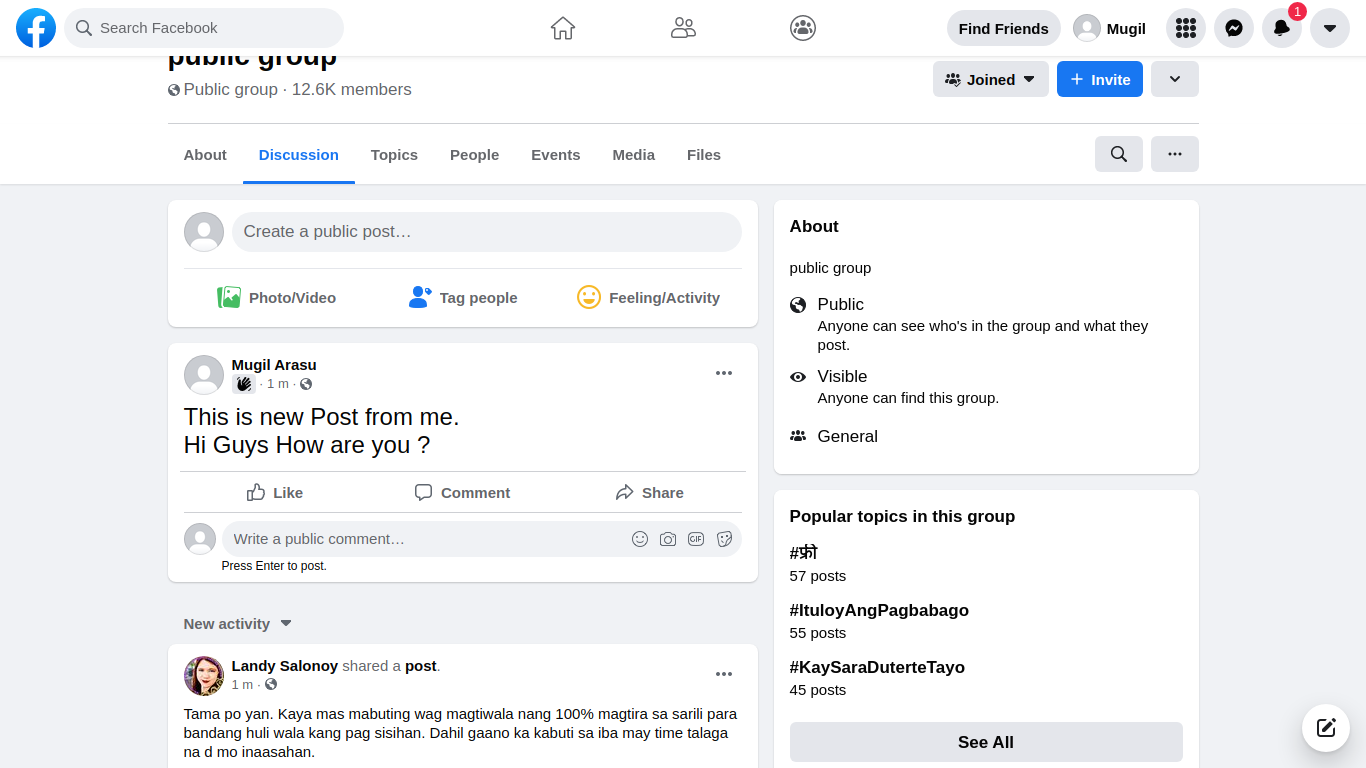 Search Facebook
Find Friends
Mugil
1
public group
Public group · 12.6K members
Joined
Invite
About
Discussion
Topics
People
Events
Media
Files
Create a public post…
Photo/Video
Tag people
Feeling/Activity
Mugil Arasu
· 1 m ·
This is new Post from me.
Hi Guys How are you ?
Like
Comment
Share
Write a public comment…
GIF
Press Enter to post.
New activity
Landy Salonoy shared a post.
1 m ·
Tama po yan. Kaya mas mabuting wag magtiwala nang 100% magtira sa sarili para
bandang huli wala kang pag sisihan. Dahil gaano ka kabuti sa iba may time talaga
na d mo inaasahan.
About
public group
Public
Anyone can see who's in the group and what they
post.
Visible
Anyone can find this group.
General
Popular topics in this group
#फ्री
57 posts
#ItuloyAngPagbabago
55 posts
#KaySaraDuterteTayo
45 posts
See All